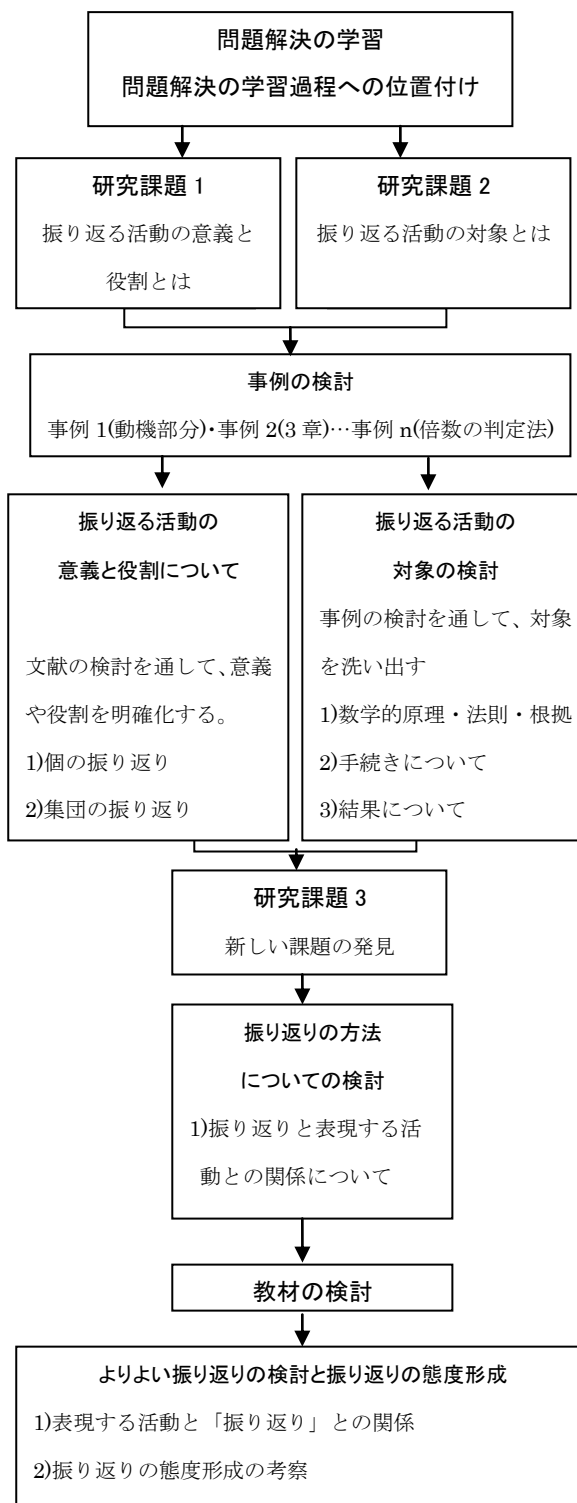 問題解決の学習
問題解決の学習過程への位置付け
研究課題 1
振り返る活動の意義と
役割とは
研究課題 2
振り返る活動の対象とは
事例の検討
事例 1(動機部分)・事例 2(3 章)…事例 n(倍数の判定法)
振り返る活動の
意義と役割について
文献の検討を通して、意義
や役割を明確化する。
1)個の振り返り
2)集団の振り返り
振り返る活動の
対象の検討
事例の検討を通して、対象
を洗い出す
1)数学的原理・法則・根拠
2)手続きについて
3)結果について
研究課題 3
新しい課題の発見
振り返りの方法
についての検討
1)振り返りと表現する活
動との関係について
教材の検討
よりよい振り返りの検討と振り返りの態度形成
1)表現する活動と「振り返り」との関係
2)振り返りの態度形成の考察